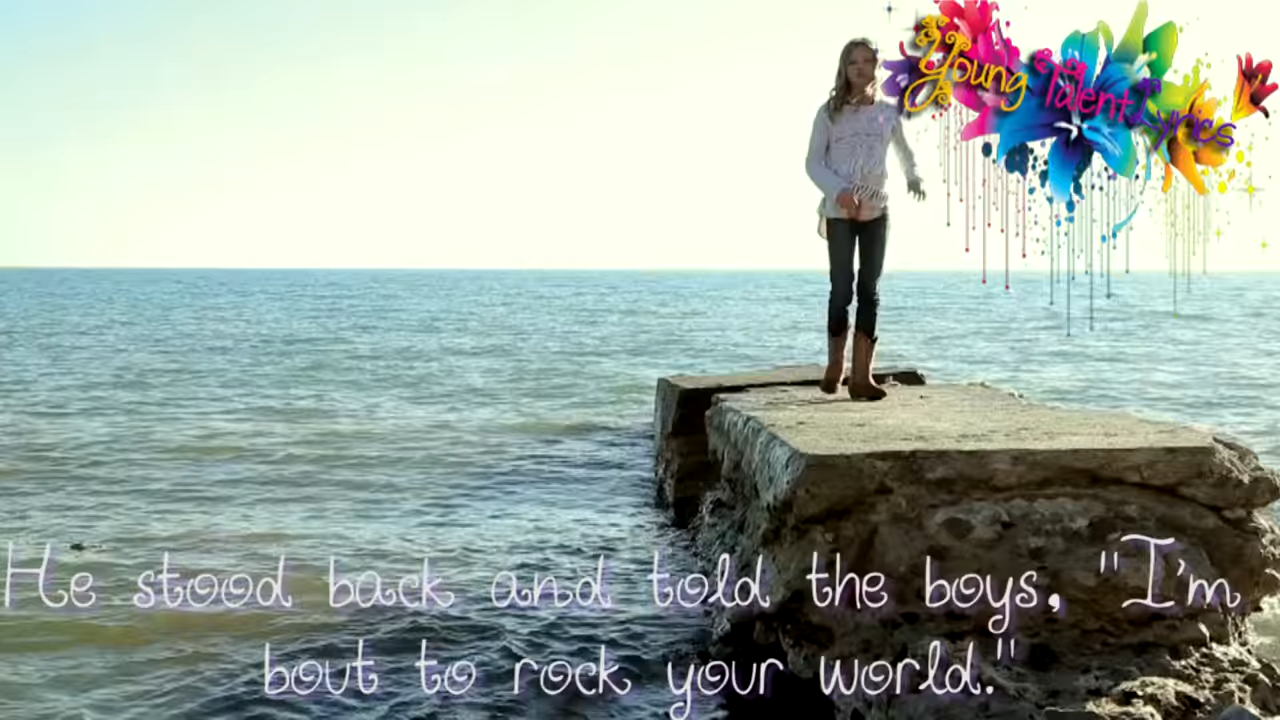 Young Talent Lyrics
He stood back and told the boys, "I'm
bout to rock your world."